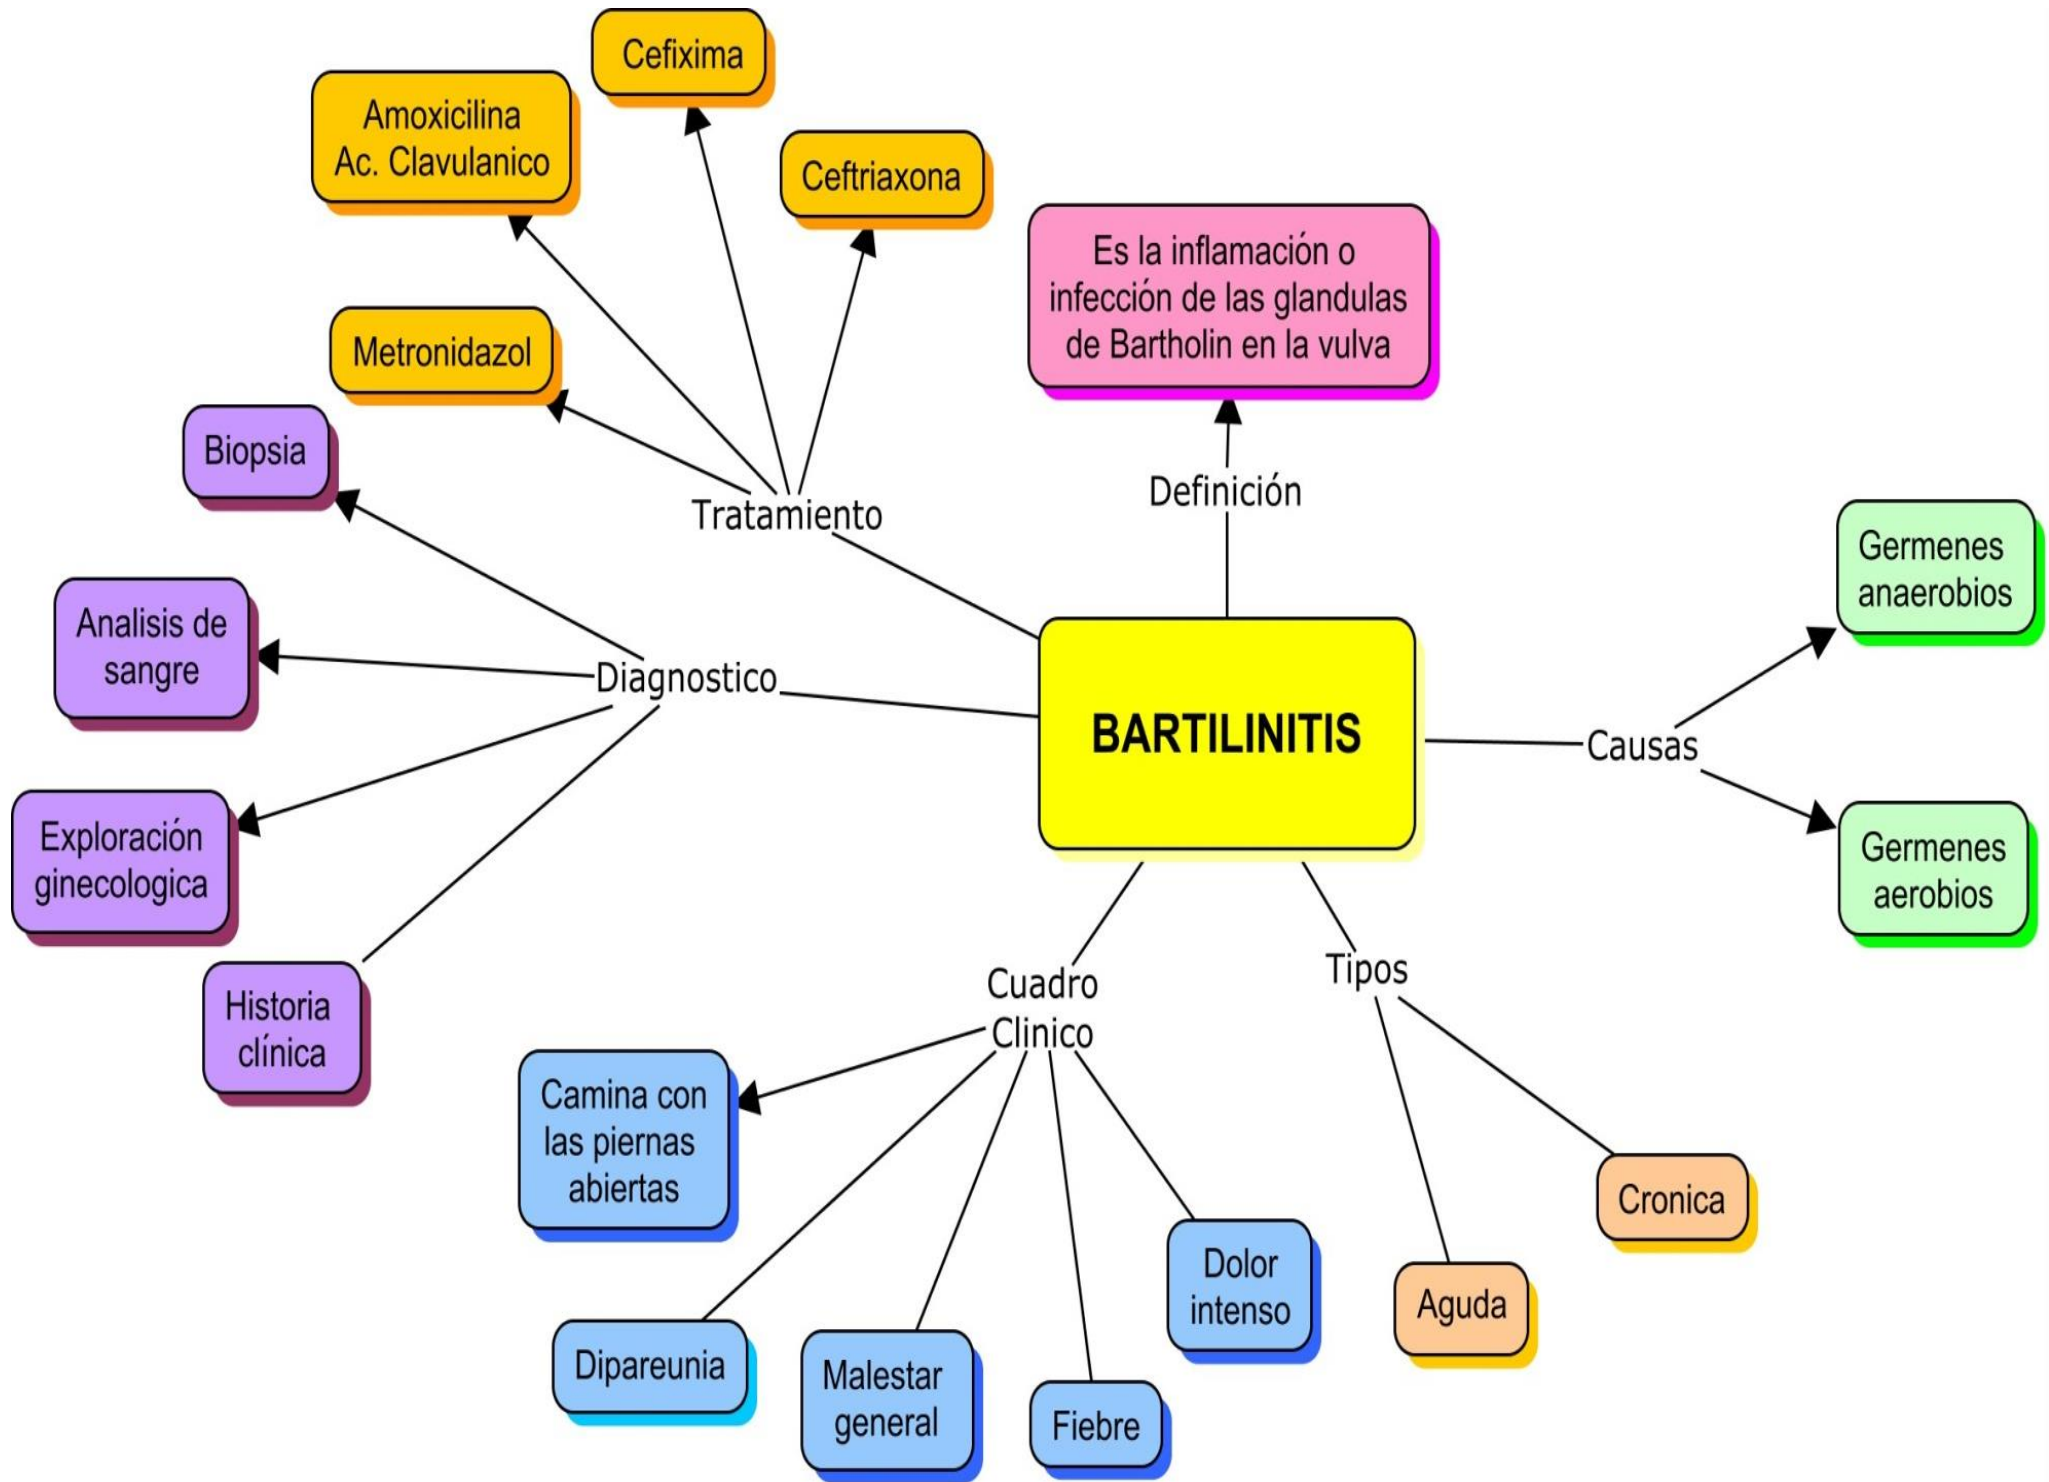 Cefixima
Amoxicilina
Ac. Clavulanico
Ceftriaxona
Metronidazol
Tratamiento
Es la inflamación o
infección de las glandulas
de Bartholin en la vulva
Definición
Biopsia
Analisis de
sangre
Exploración
ginecologica
Historia
clínica
Diagnostico
BARTILINITIS
Causas
Germenes
anaerobios
Germenes
aerobios
Cuadro
Clinico
Camina con
las piernas
abiertas
Dipareunia
Malestar
general
Fiebre
Dolor
intenso
Tipos
Aguda
Cronica